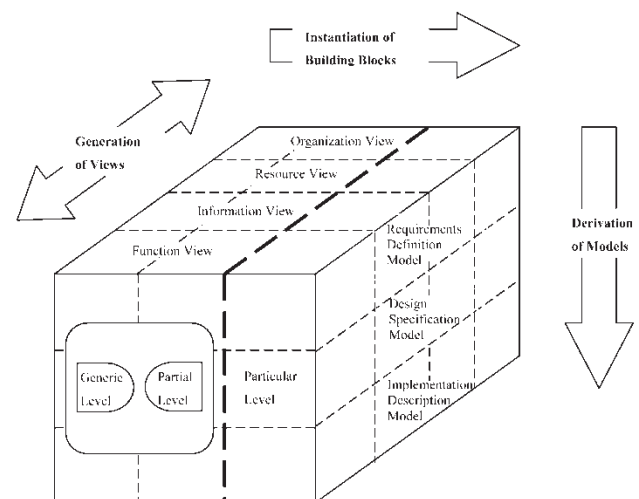 Instantiation of
Building Blocks
Generation
of Views
Organization View
Resource View
Information View
Function View
Requirements
Definition
Model
Derivation
of Models
Design
Specification
Model
Generic
Level
Partial
Level
Particular
Level
Implementation
Description
Model